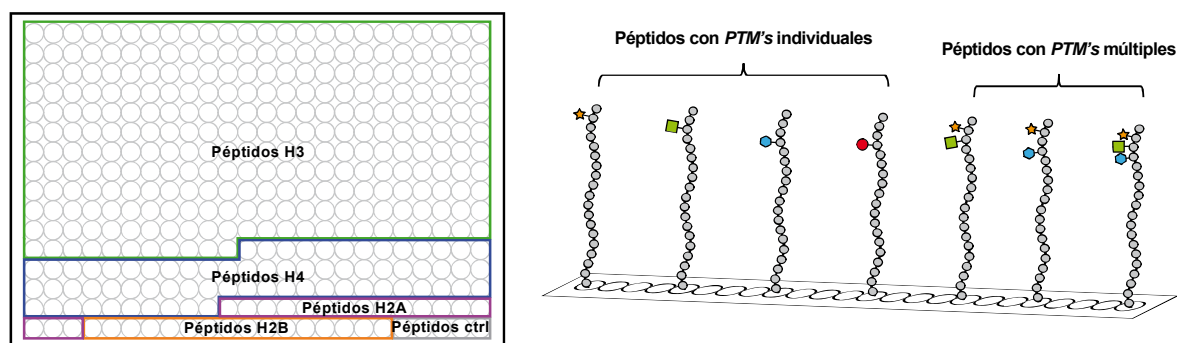 Péptidos H3
Péptidos H4
Péptidos H2A
Péptidos H2B
Péptidos ctrl
Péptidos con PTM's individuales
Péptidos con PTM's múltiples